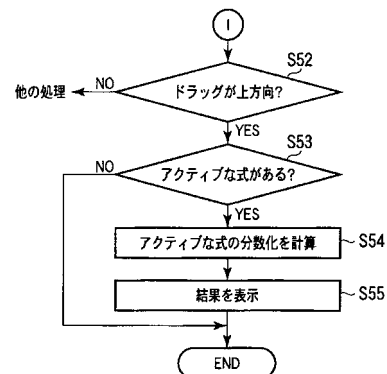 I
S52
ドラッグが上方向?
NO
他の処理
YES
S53
NO
アクティブな式がある?
YES
アクティブな式の分数化を計算
S54
結果を表示
S55
END